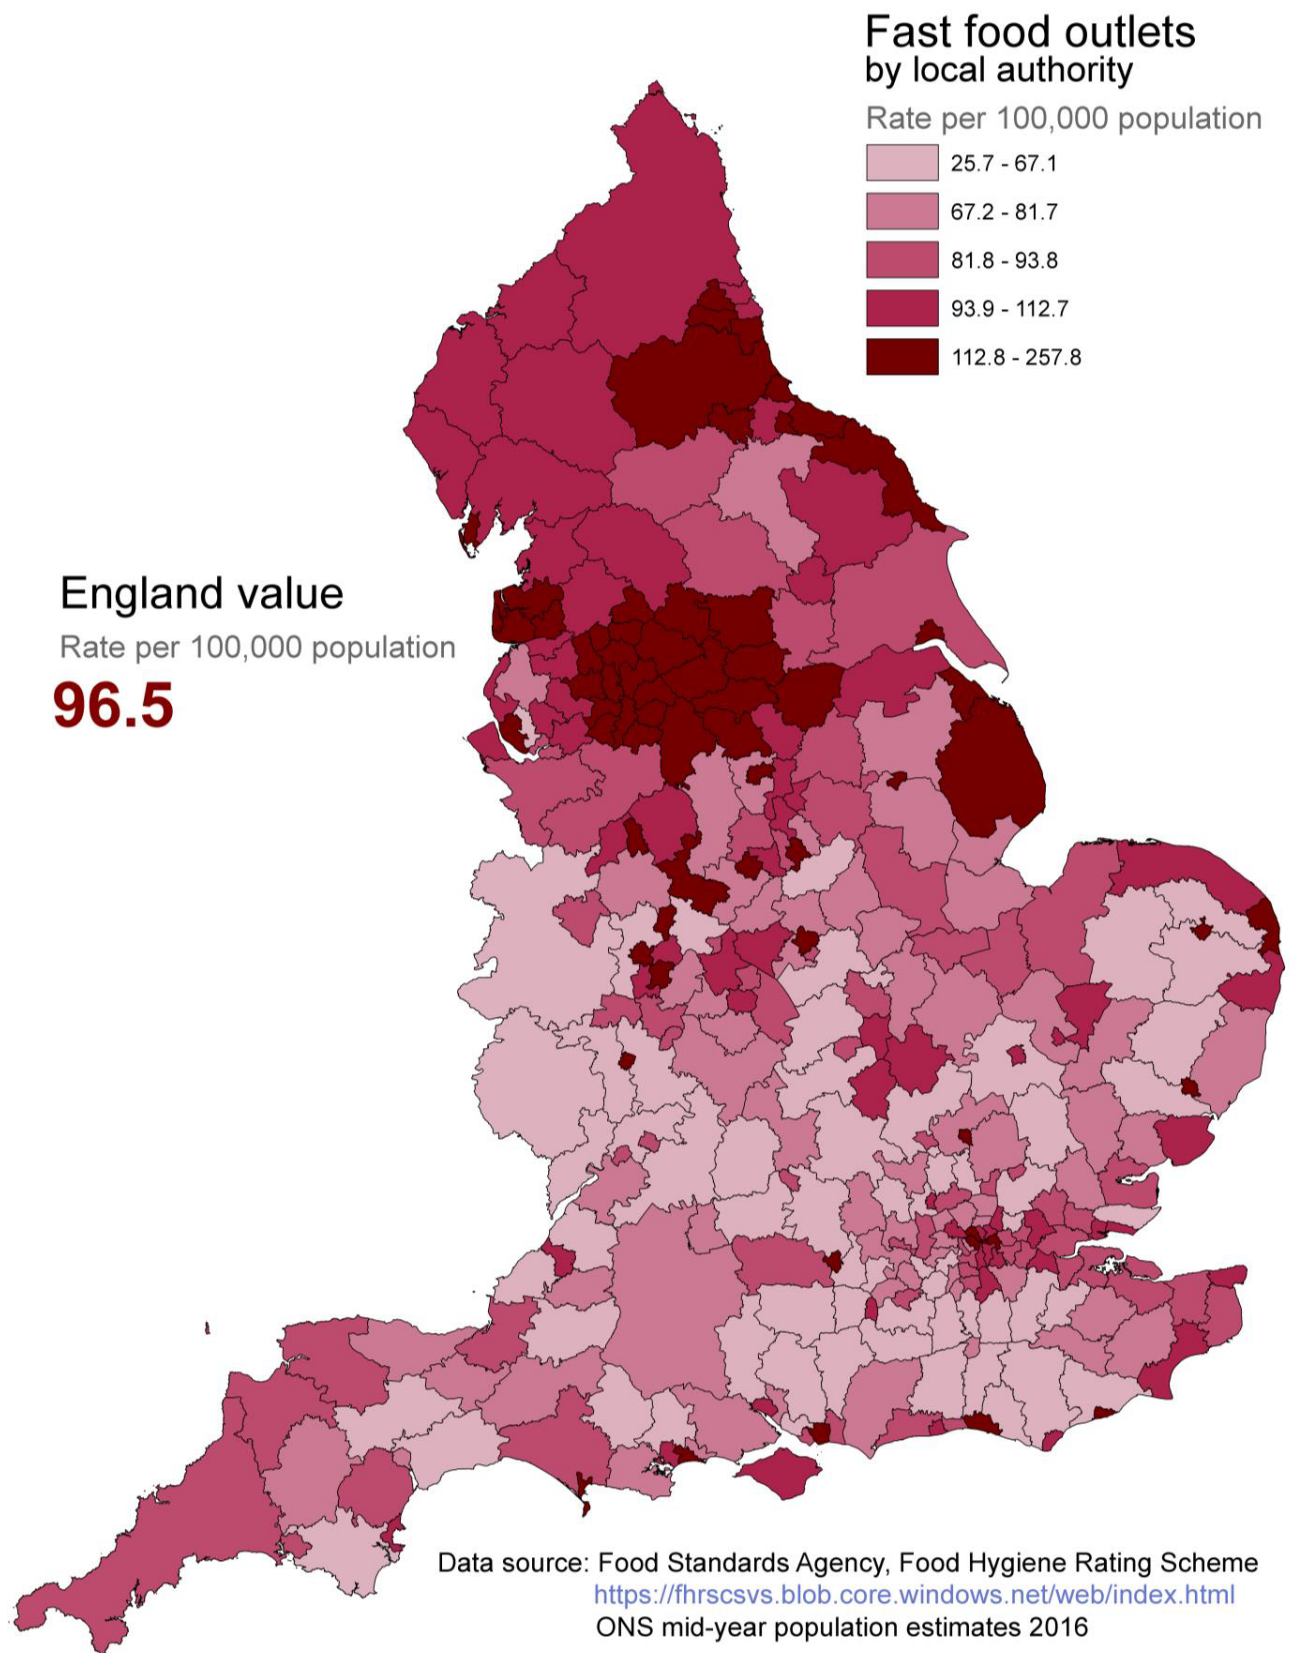 Fast food outlets
by local authority
Rate per 100,000 population
25.7 - 67.1
67.2 - 81.7
81.8 - 93.8
93.9 - 112.7
112.8 - 257.8
England value
Rate per 100,000 population
96.5
Data source: Food Standards Agency, Food Hygiene Rating Scheme
https://fhrscsvs.blob.core.windows.net/web/index.html
ONS mid-year population estimates 2016